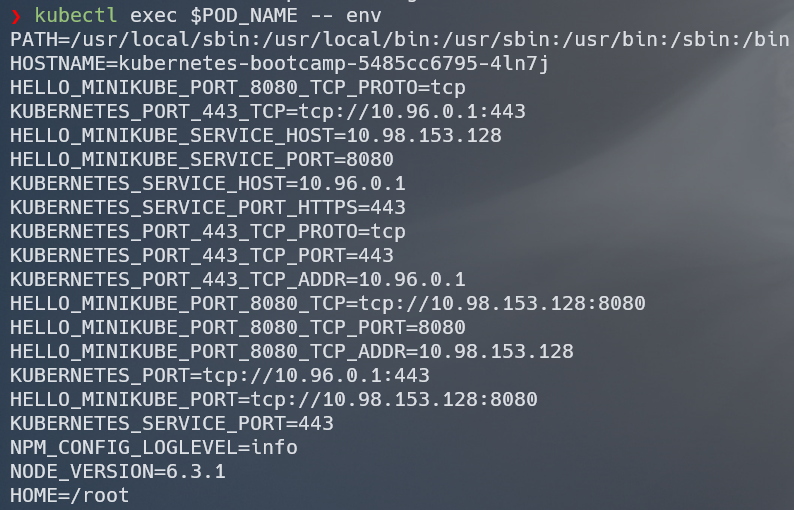 ❯ kubectl exec $POD_NAME -- env
PATH=/usr/local/sbin:/usr/local/bin:/usr/sbin:/usr/bin:/sbin:/bin
HOSTNAME=kubernetes-bootcamp-5485cc6795-4ln7j
HELLO_MINIKUBE_PORT_8080_TCP_PROTO=tcp
KUBERNETES_PORT_443_TCP=tcp://10.96.0.1:443
HELLO_MINIKUBE_SERVICE_HOST=10.98.153.128
HELLO_MINIKUBE_SERVICE_PORT=8080
KUBERNETES_SERVICE_HOST=10.96.0.1
KUBERNETES_SERVICE_PORT_HTTPS=443
KUBERNETES_PORT_443_TCP_PROTO=tcp
KUBERNETES_PORT_443_TCP_PORT=443
KUBERNETES_PORT_443_TCP_ADDR=10.96.0.1
HELLO_MINIKUBE_PORT_8080_TCP=tcp://10.98.153.128:8080
HELLO_MINIKUBE_PORT_8080_TCP_PORT=8080
HELLO_MINIKUBE_PORT_8080_TCP_ADDR=10.98.153.128
KUBERNETES_PORT=tcp://10.96.0.1:443
HELLO_MINIKUBE_PORT=tcp://10.98.153.128:8080
KUBERNETES_SERVICE_PORT=443
NPM_CONFIG_LOGLEVEL=info
NODE_VERSION=6.3.1
HOME=/root